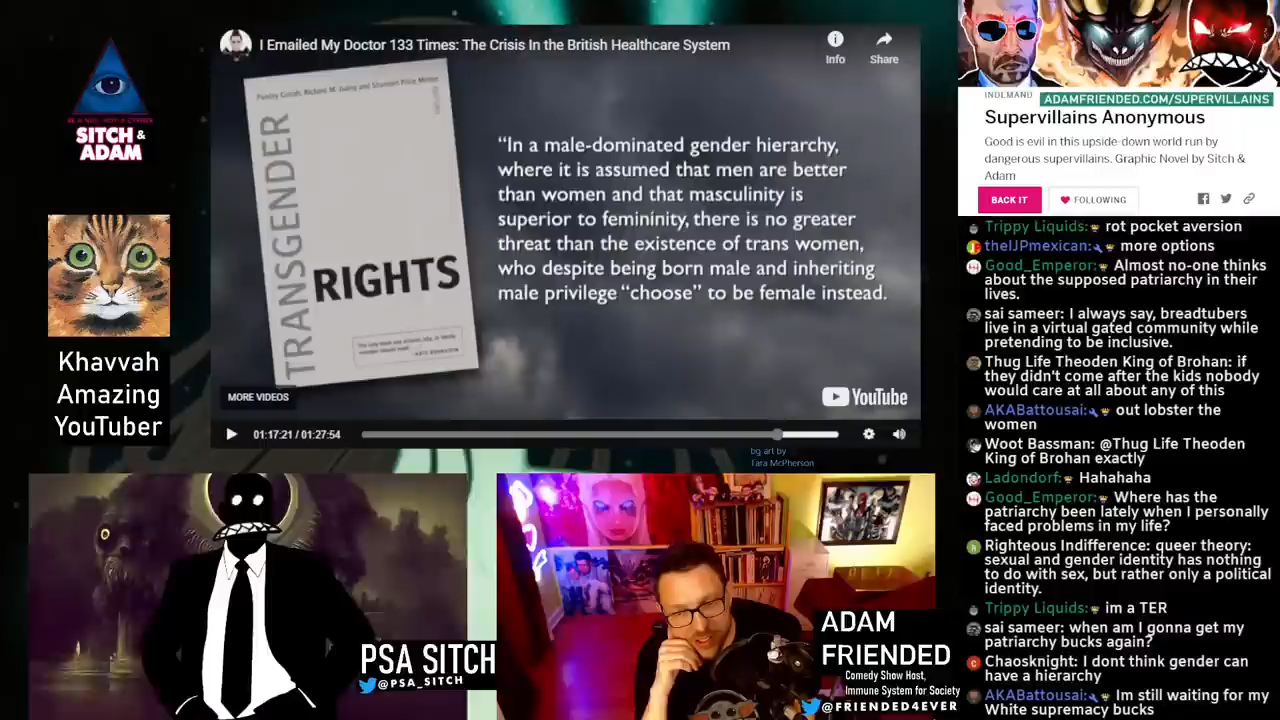 I Emailed My Doctor 133 Times: The Crisis In the British Healthcare System
Info
Share
TRANSGENDER
RIGHTS
"In a male-dominated gender hierarchy,
where it is assumed that men are better
than women and that masculinity is
superior to femininity, there is no greater
threat than the existence of trans women,
who despite being born male and inheriting
male privilege "choose" to be female instead.
MORE VIDEOS
YouTube
01:17:21 / 01:27:54
bg art by
Tara McPherson
SITCH &
ADAM
Khavvah
Amazing
YouTuber
PSA SITCH
@PSA_SITCH
ADAM
FRIENDED
Comedy Show Host,
Immune System for Society
@FRIENDED4EVER
INDEMAND
ADAMFRIENDED.COM/SUPERVILLAINS
Supervillains Anonymous
Good is evil in this upside-down world run by
dangerous supervillains. Graphic Novel by Sitch &
Adam
BACK IT
FOLLOWING
Trippy Liquids: rot pocket aversion
theIJPmexican: more options
Good_Emperor: Almost no-one thinks
about the supposed patriarchy in their
lives.
sai sameer: I always say, breadtubers
live in a virtual gated community while
pretending to be inclusive.
Thug Life Theoden King of Brohan: if
they didn't come after the kids nobody
would care at all about any of this
AKABattousai: out lobster the
women
Woot Bassman: @Thug Life Theoden
King of Brohan exactly
Ladondorf: Hahahaha
Good_Emperor: Where has the
patriarchy been lately when I personally
faced problems in my life?
Righteous Indifference: queer theory:
sexual and gender identity has nothing
to do with sex, but rather only a political
identity.
Trippy Liquids: im a TER
sai sameer: when am I gonna get my
patriarchy bucks again?
Chaosknight: I dont think gender can
have a hierarchy
AKABattousai: Im still waiting for my
White supremacy bucks